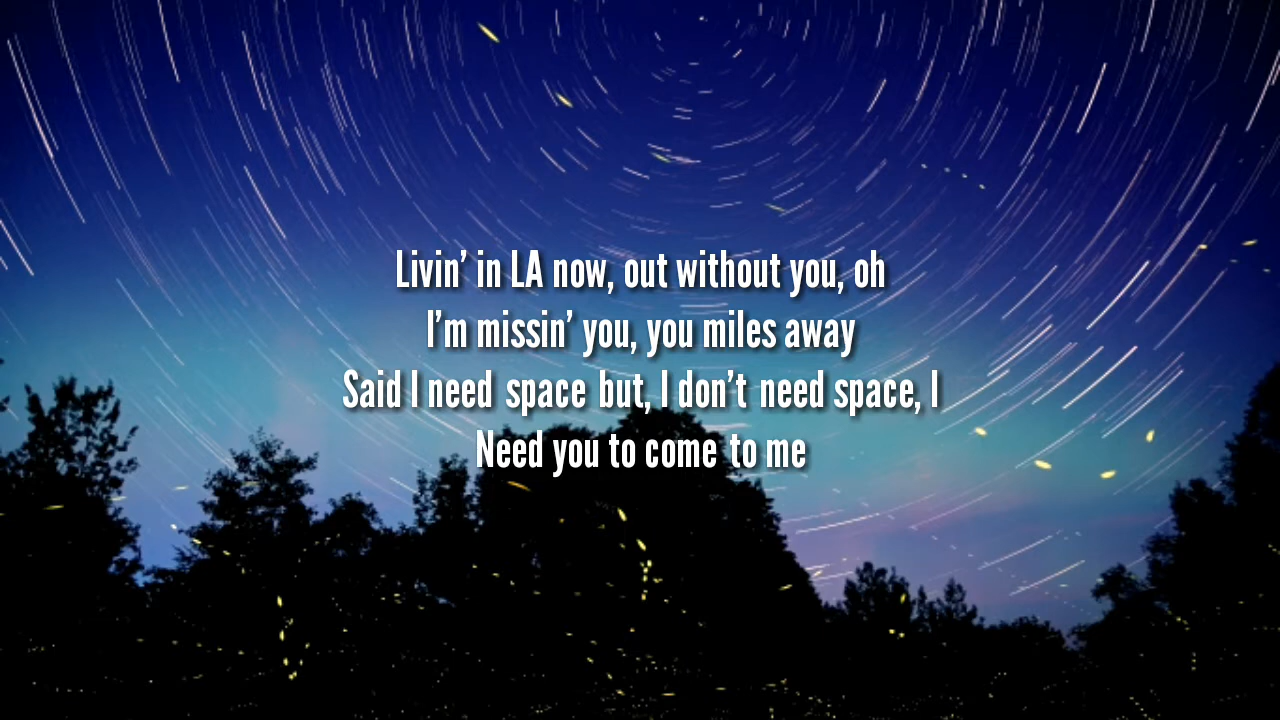 Livin’ in LA now, out without you, oh
I’m missin’ you, you miles away
Said I need space but, I don’t need space, I
Need you to come to me